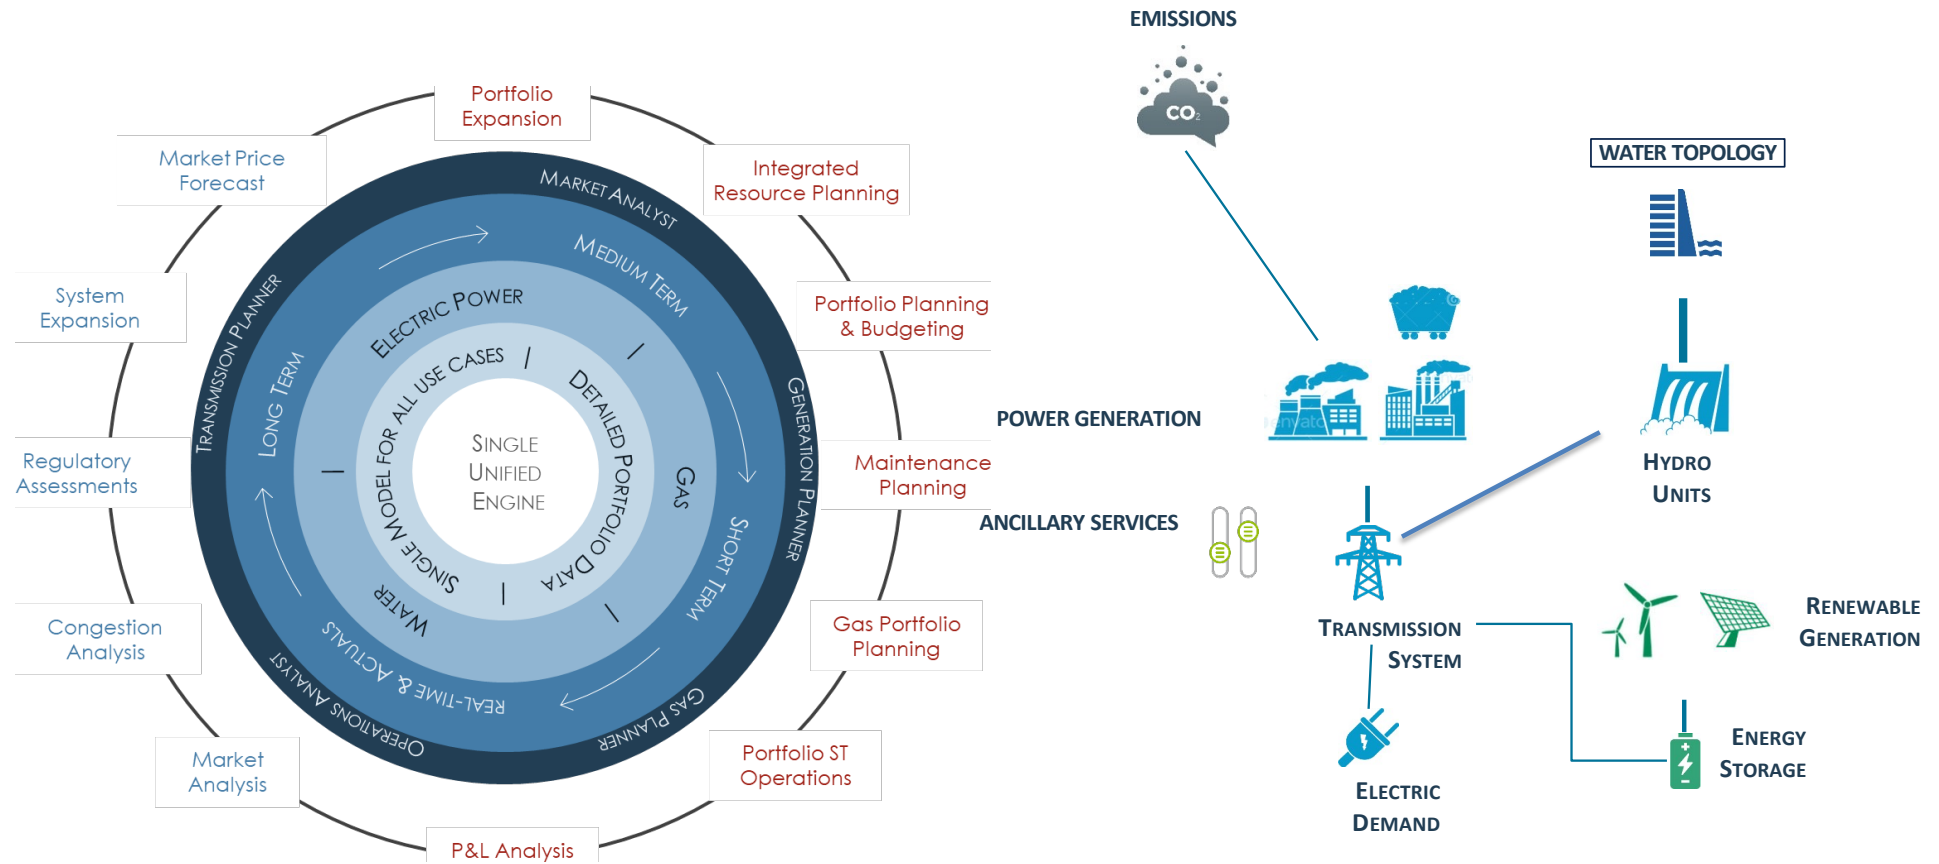 Portfolio
Expansion
Market Price
Forecast
Integrated
Resource Planning
System
Expansion
Portfolio Planning
& Budgeting
Regulatory
Assessments
Maintenance
Planning
Congestion
Analysis
Gas Portfolio
Planning
Market
Analysis
Portfolio ST
Operations
P&L Analysis
MARKET ANALYST
GENERATION PLANNER
GAS PLANNER
OPERATIONS ANALYST
TRANSMISSION PLANNER
MEDIUM TERM
SHORT TERM
REAL-TIME & ACTUALS
LONG TERM
ELECTRIC POWER
GAS
WATER
SINGLE MODEL FOR ALL USE CASES
DETAILED PORTFOLIO DATA
SINGLE
UNIFIED
ENGINE
EMISSIONS
CO2
WATER TOPOLOGY
POWER GENERATION
envato
HYDRO
UNITS
ANCILLARY SERVICES
TRANSMISSION
SYSTEM
RENEWABLE
GENERATION
ENERGY
STORAGE
ELECTRIC
DEMAND